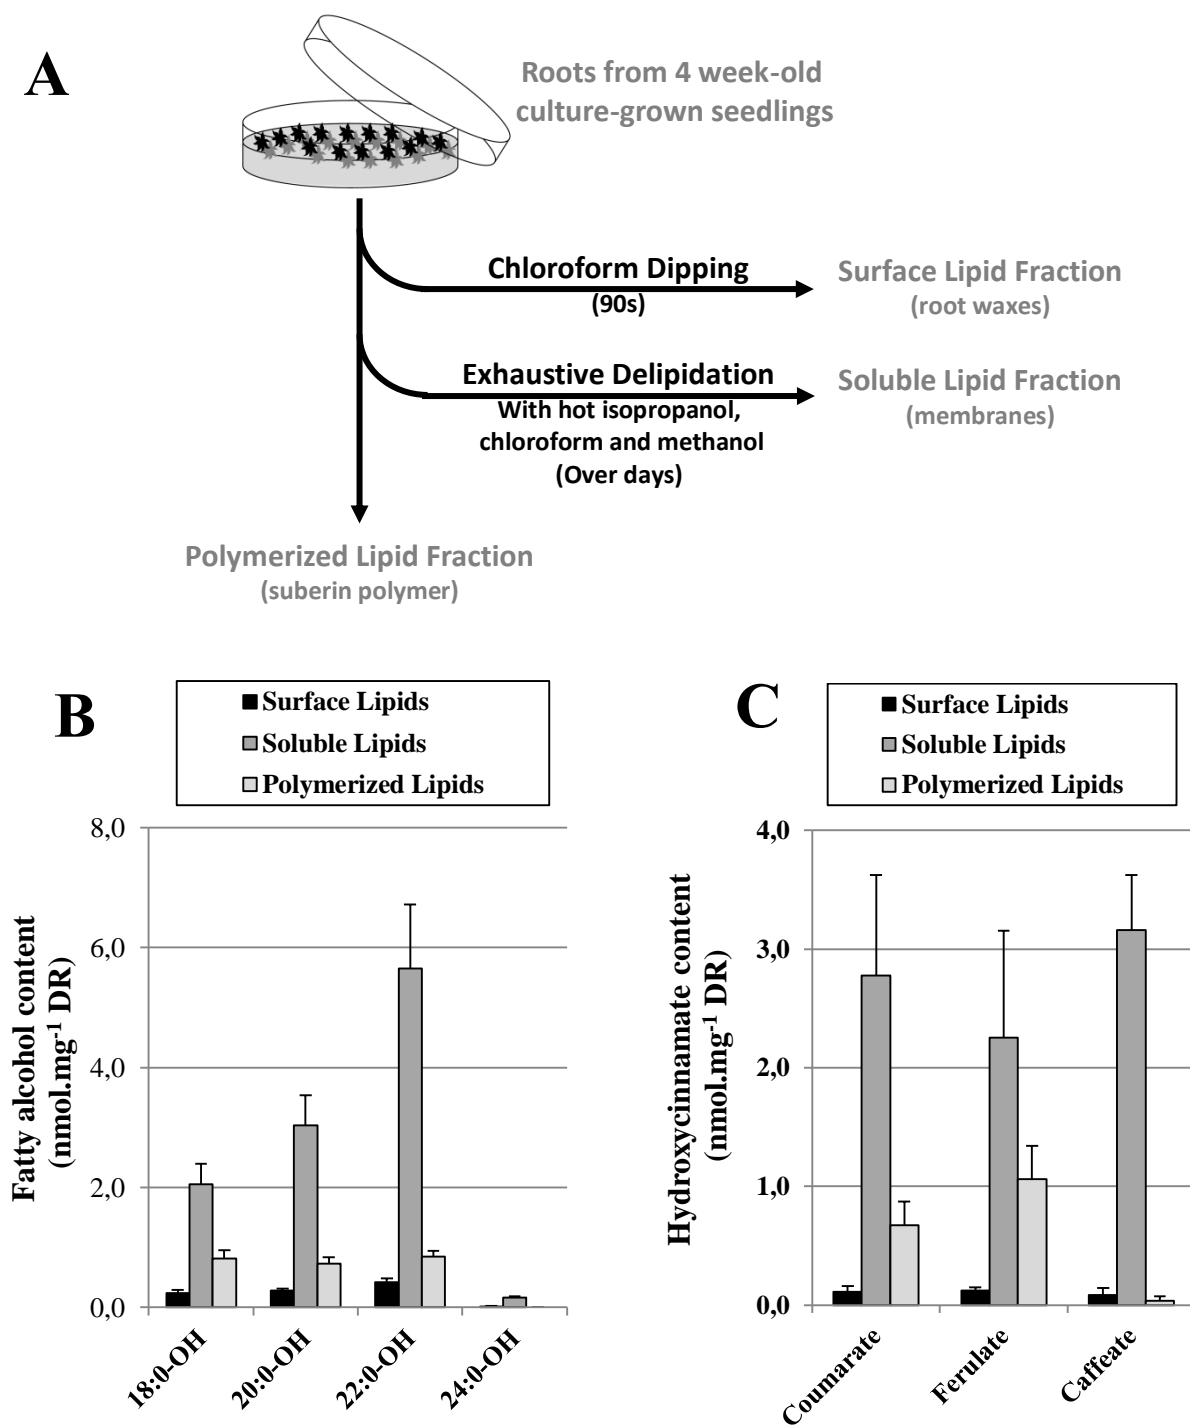 A
Roots from 4 week-old
culture-grown seedlings
Chloroform Dipping
(90s)
Surface Lipid Fraction
(root waxes)
Exhaustive Delipidation
With hot isopropanol,
chloroform and methanol
(Over days)
Soluble Lipid Fraction
(membranes)
Polymerized Lipid Fraction
(suberin polymer)
B
Surface Lipids
Soluble Lipids
Polymerized Lipids
Fatty alcohol content
(nmol.mg-1 DR)
8,0
6,0
4,0
2,0
0,0
18:0-OH
20:0-OH
22:0-OH
24:0-OH
C
Surface Lipids
Soluble Lipids
Polymerized Lipids
Hydroxycinnamate content
(nmol.mg-1 DR)
4,0
3,0
2,0
1,0
0,0
Coumarate
Ferulate
Caffeate